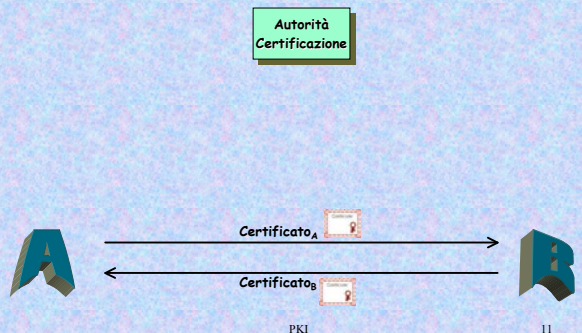 Autorità
Certificazione
Certificato_A
A
B
Certificato_B
PKI
11